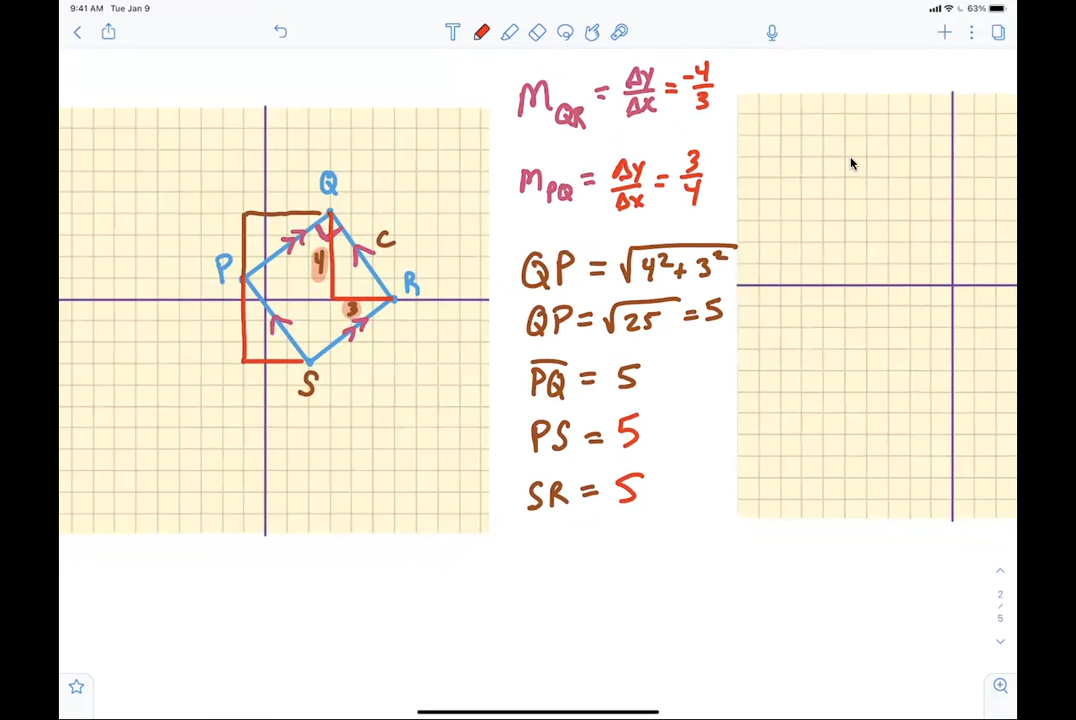 9:41 AM Tue Jan 9
63%
T
Q
P
C
R
4
3
S
M_QR = Δy/Δx = -4/3
M_PQ = Δy/Δx = 3/4
QP = √4² + 3²
QP = √25 = 5
P̅Q̅ = 5
PS = 5
SR = 5
2
/
5